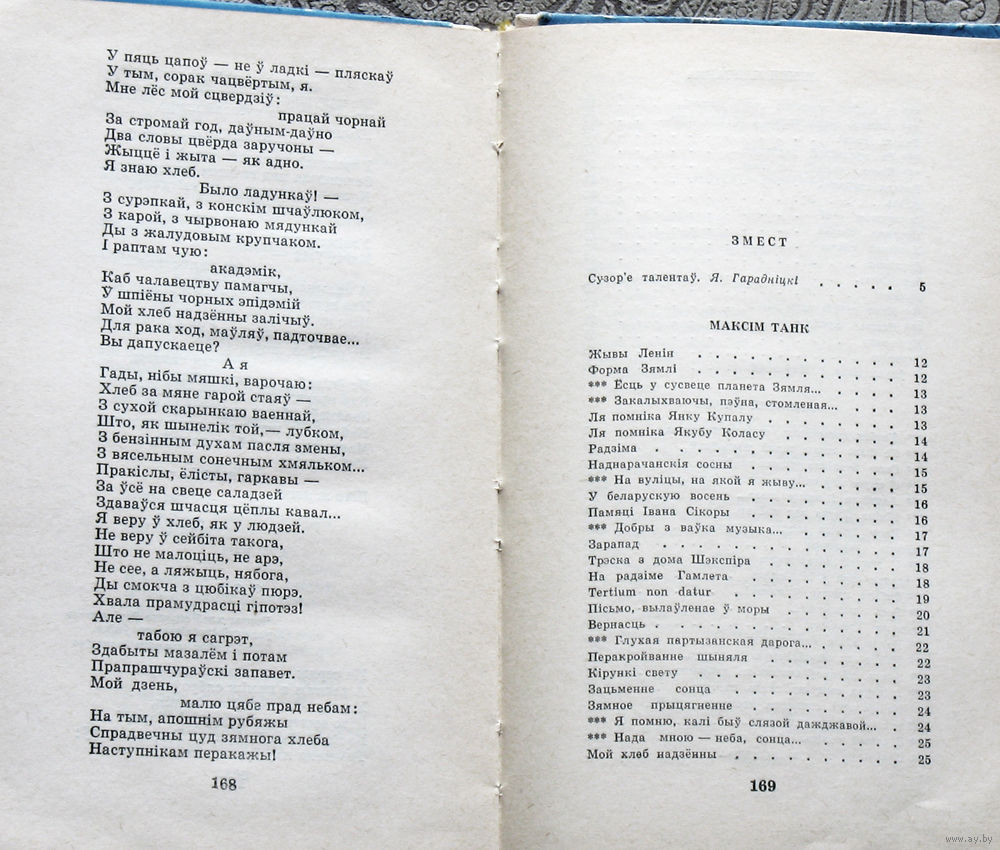 У пяць цапоў — не ў ладкі — пляскаў
У тым, сорак чацвёртым, я.
Мне лёс мой сцвердзіў:
працай чорнай
За стромай год, даўным-даўно
Два словы цвёрда заручоны —
Жыццё і жыта — як адно.
Я знаю хлеб.
Было ладункаў! —
З сурэпкай, з конскім шчаўлюком,
З карой, з чырвонаю мядункай
Ды з жалудовым крупчаком.
І раптам чую:
акадэмік,
Каб чалавецтву памагчы,
Ў шпіёны чорных эпідэмій
Мой хлеб надзённы залічыў.
Для рака ход, маўляў, падточвае...
Вы дапускаеце?
А я
Гады, нібы мяшкі, варочаю:
Хлеб за мяне гарой стаяў —
З сухой скарынкаю ваеннай,
Што, як шынелік той,— лубком,
З бензінным духам пасля змены,
З вясельным сонечным хмяльком...
Пракіслы, ёлісты, гаркавы —
За ўсё на свеце саладзей
Здаваўся шчасця цёплы кавал...
Я веру ў хлеб, як у людзей.
Не веру ў сейбіта такога,
Што не малоціць, не арэ,
Не сее, а ляжыць, нябога,
Ды смокча з цюбікаў пюрэ.
Хвала прамудрасці гіпотэз!
Але —
табою я сагрэт,
Здабыты мазалём і потам
Прапрашчураўскі запавет.
Мой дзень,
малю цябе прад небам:
На тым, апошнім рубяжы
Спрадвечны цуд зямнога хлеба
Наступнікам перакажы!
168
ЗМЕСТ
Сузор'е талентаў. Я. Гарадніцкі . . . . . 5
МАКСІМ ТАНК
Жывы Ленін . . . . . . . . . 12
Форма Зямлі . . . . . . . . . 12
*** Ёсць у сусвеце планета Зямля... . . . . 13
*** Закалыхваючы, пэўна, стомленая... . . . 13
Ля помніка Янку Купалу . . . . . . 13
Ля помніка Якубу Коласу . . . . . . 14
Радзіма . . . . . . . . . . 14
Наднарачанскія сосны . . . . . . . 15
*** На вуліцы, на якой я жыву... . . . . . 15
У беларускую восень . . . . . . . 16
Памяці Івана Сікоры . . . . . . . 16
*** Добры з ваўка музыка... . . . . . 17
Зарапад . . . . . . . . . . 17
Трэска з дома Шэкспіра . . . . . . 18
На радзіме Гамлета . . . . . . . 18
Tertium non datur . . . . . . . 19
Пісьмо, вылаўленае ў моры . . . . . . 20
Вернасць . . . . . . . . . . 21
*** Глухая партызанская дарога... . . . . 22
Перакройванне шыняля . . . . . . 22
Кірункі свету . . . . . . . . 23
Зацьменне сонца . . . . . . . 23
Зямное прыцягненне . . . . . . . 24
*** Я помню, калі быў слязой дажджавой... . 24
*** Нада мною — неба, сонца... . . . . . 25
Мой хлеб надзённы . . . . . . . 25
169
www.ay.by